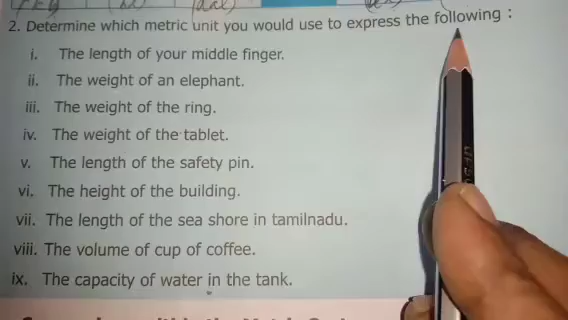 2. Determine which metric unit you would use to express the following :
i. The length of your middle finger.
ii. The weight of an elephant.
iii. The weight of the ring.
iv. The weight of the tablet.
v. The length of the safety pin.
vi. The height of the building.
vii. The length of the sea shore in tamilnadu.
viii. The volume of cup of coffee.
ix. The capacity of water in the tank.